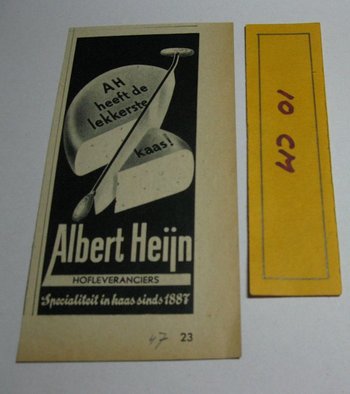 AH
heeft de
lekkerste
kaas!
Albert Heijn
HOFLEVERANCIERS
Specialiteit in kaas sinds 1887
47 23
10 CM